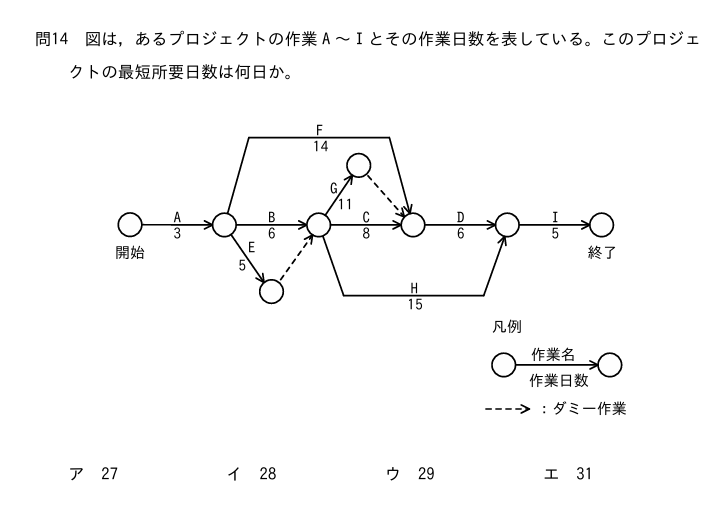 問14 図は，あるプロジェクトの作業A～Iとその作業日数を表している。このプロジェ
クトの最短所要日数は何日か。
F
14
G
11
A
3
B
6
C
8
D
6
I
5
開始
終了
E
5
H
15
凡例
作業名
作業日数
：ダミー作業
ア 27 イ 28 ウ 29 エ 31